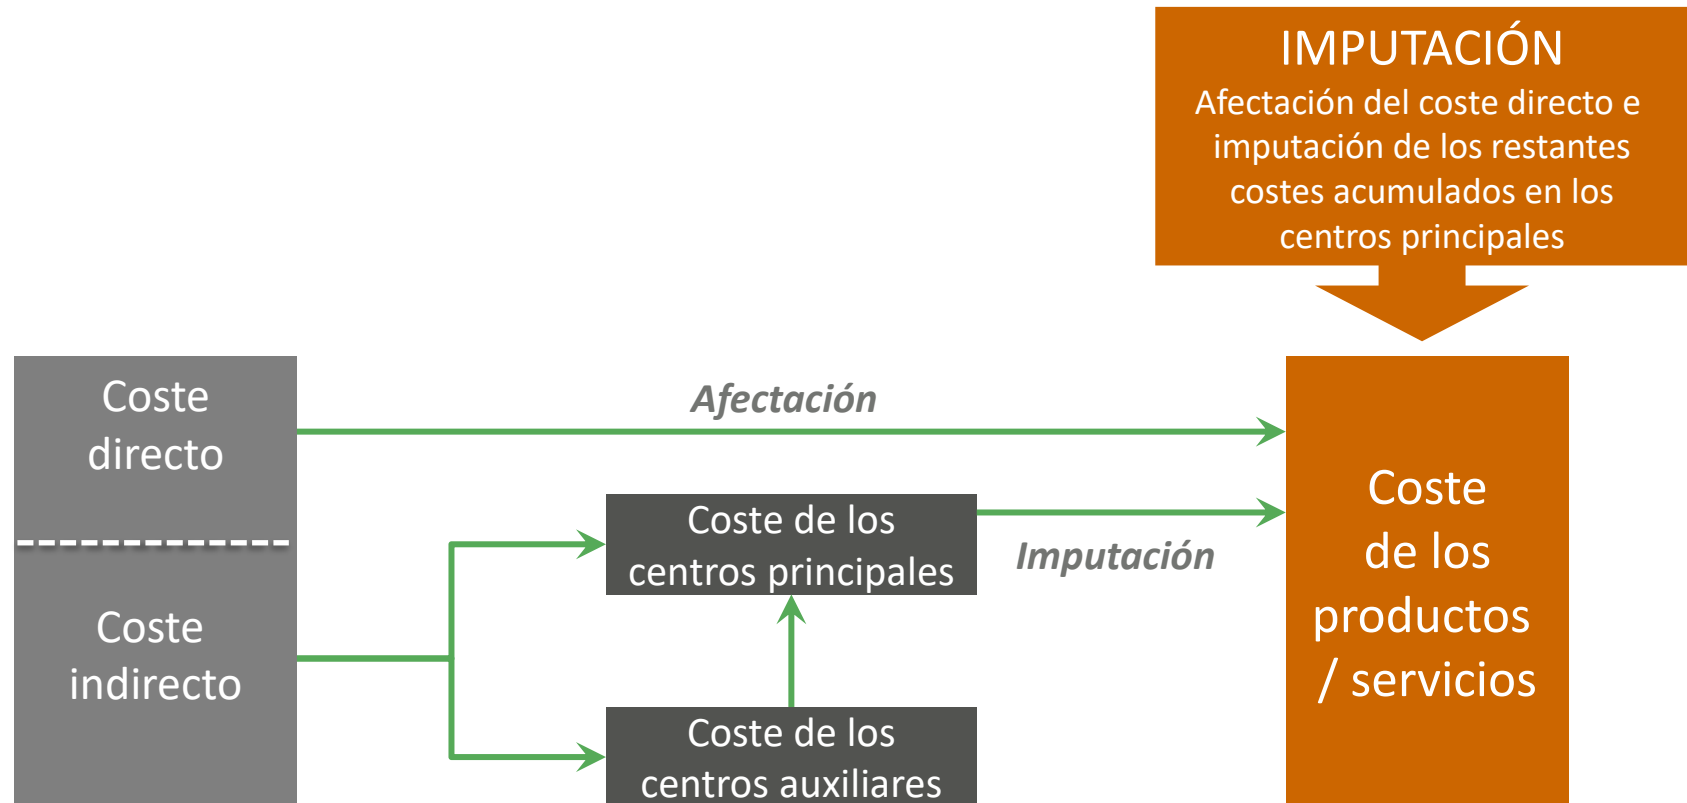 IMPUTACIÓN
Afectación del coste directo e
imputación de los restantes
costes acumulados en los
centros principales
Coste
directo
Afectación
Coste
indirecto
Coste de los
centros principales
Imputación
Coste de los
centros auxiliares
Coste
de los
productos
/ servicios